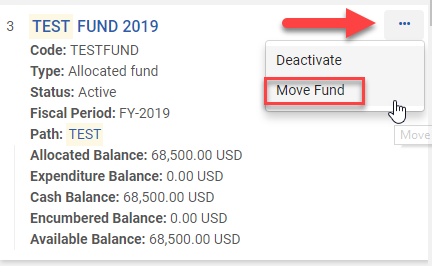 3 TEST FUND 2019
Code: TESTFUND
Type: Allocated fund
Status: Active
Fiscal Period: FY-2019
Path: TEST
Allocated Balance: 68,500.00 USD
Expenditure Balance: 0.00 USD
Cash Balance: 68,500.00 USD
Encumbered Balance: 0.00 USD
Available Balance: 68,500.00 USD
Deactivate
Move Fund
Move